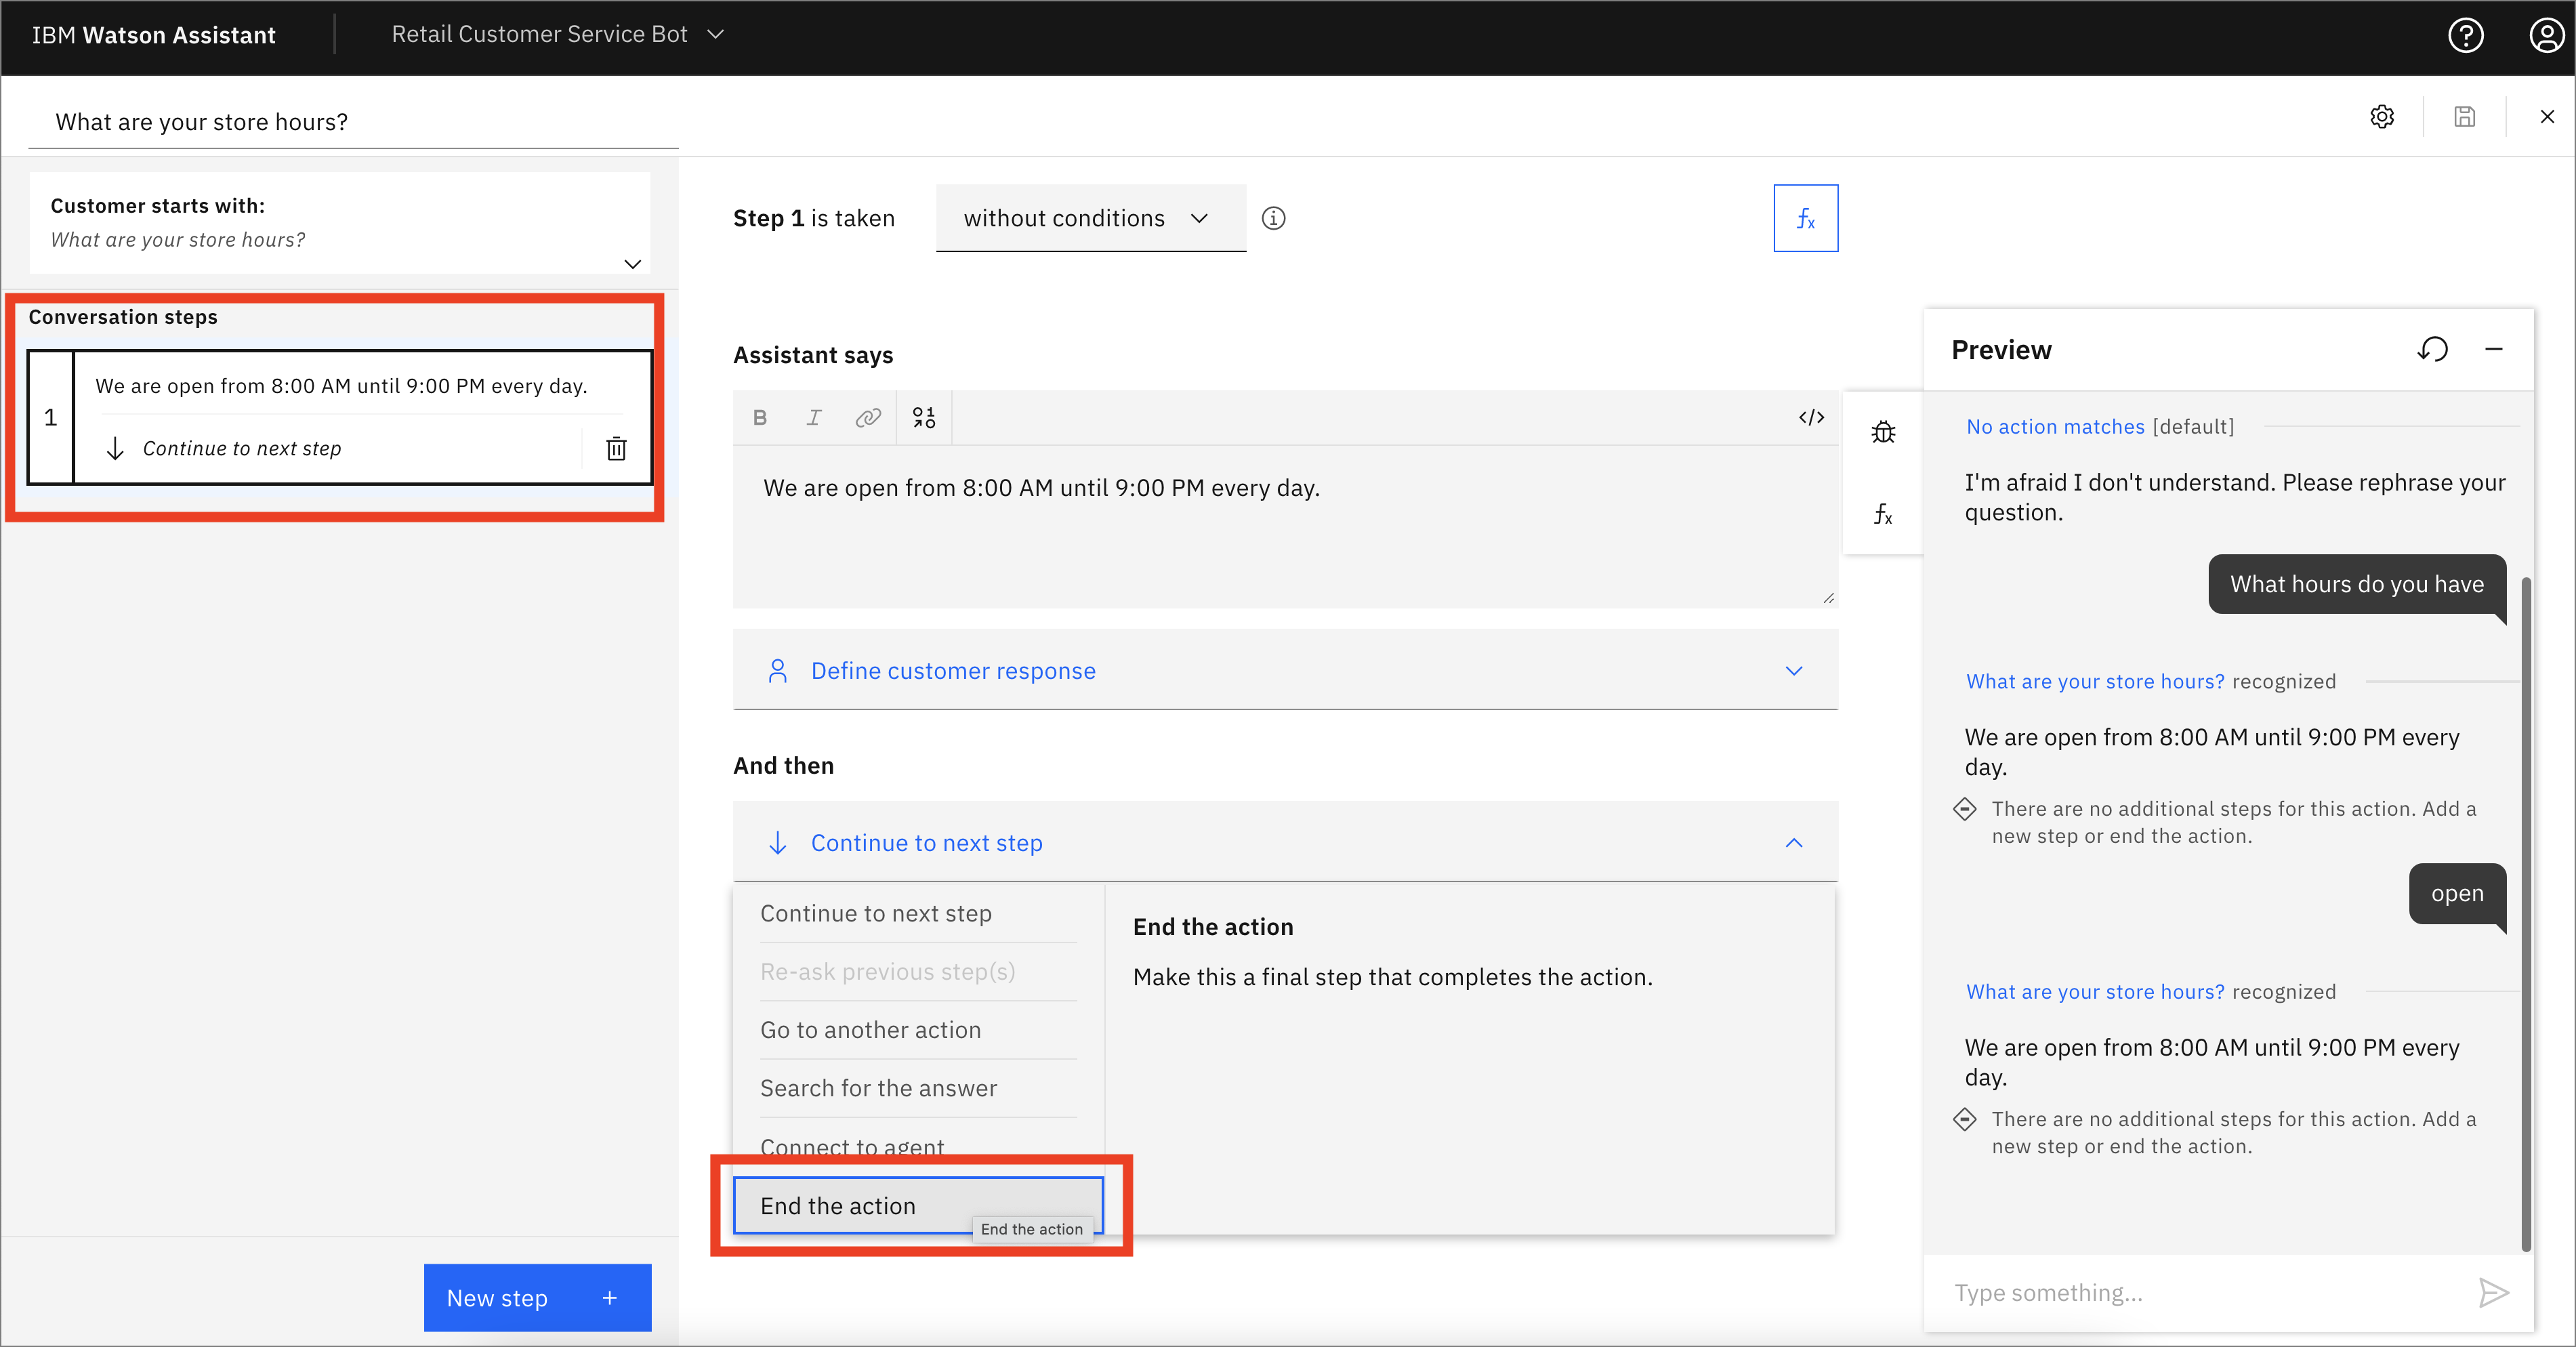 IBM Watson Assistant
Retail Customer Service Bot
What are your store hours?
Customer starts with:
What are your store hours?
Conversation steps
1
We are open from 8:00 AM until 9:00 PM every day.
Continue to next step
New step +
Step 1 is taken
without conditions
fx
Assistant says
B I
</>
We are open from 8:00 AM until 9:00 PM every day.
Define customer response
And then
Continue to next step
Continue to next step
Re-ask previous step(s)
Go to another action
Search for the answer
Connect to agent
End the action
End the action
End the action
Make this a final step that completes the action.
fx
Preview
No action matches [default]
I'm afraid I don't understand. Please rephrase your
question.
What hours do you have
What are your store hours? recognized
We are open from 8:00 AM until 9:00 PM every
day.
There are no additional steps for this action. Add a
new step or end the action.
open
What are your store hours? recognized
We are open from 8:00 AM until 9:00 PM every
day.
There are no additional steps for this action. Add a
new step or end the action.
Type something...